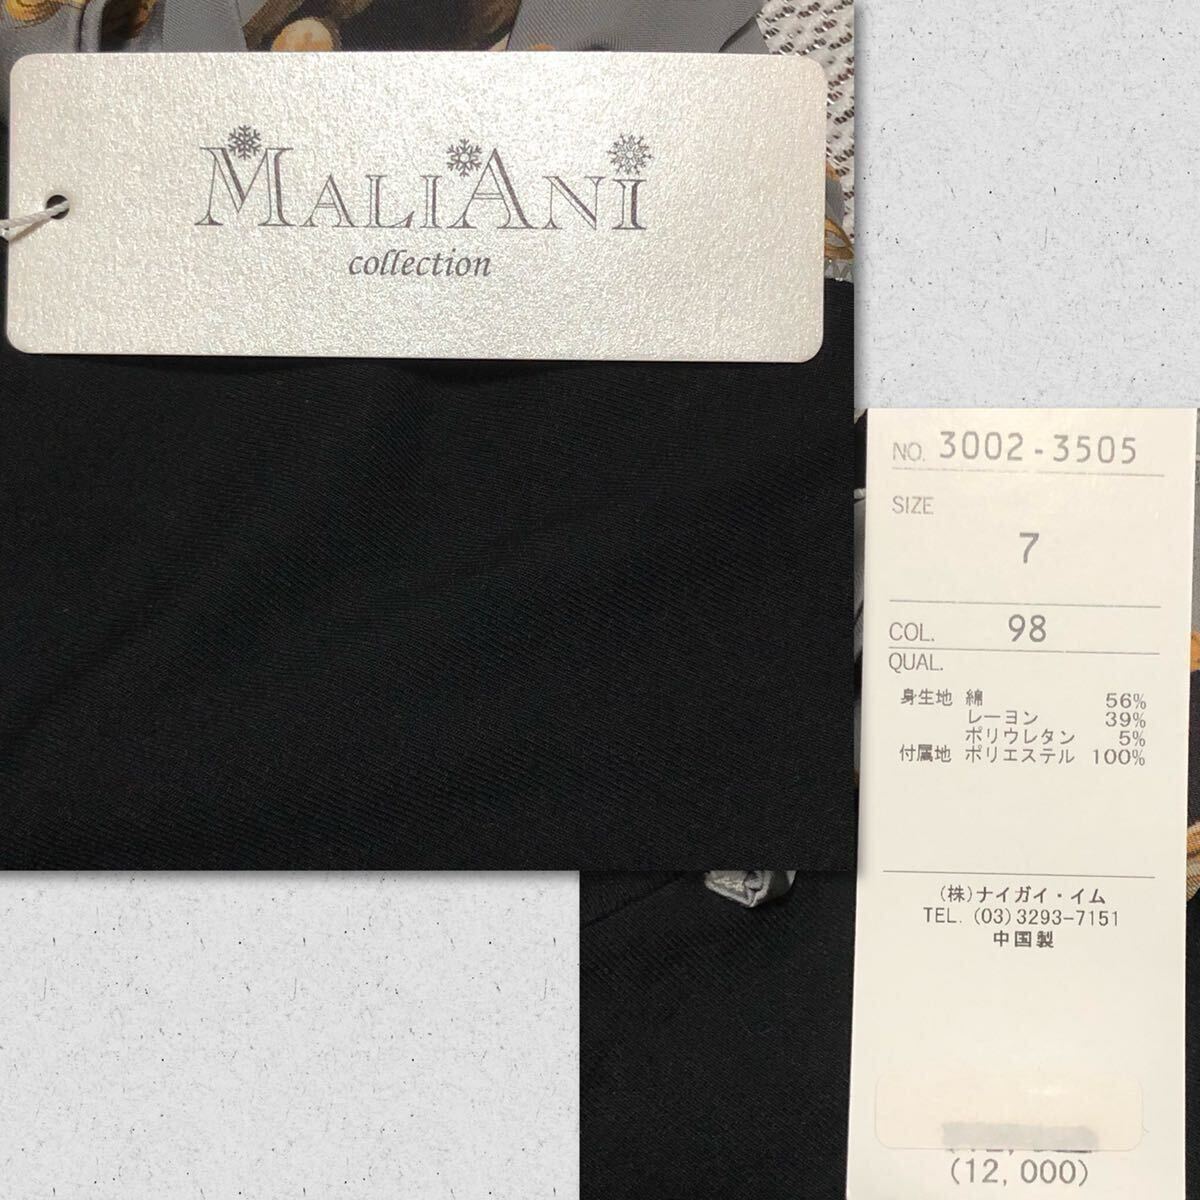 MALIANI
collection
NO. 3002-3505
SIZE
7
COL. 98
QUAL.
身生地 綿 56%
レーヨン 39%
ポリウレタン 5%
付属地 ポリエステル 100%
(株)ナイガイ・イム
TEL. (03)3293-7151
中国製
(12,000)